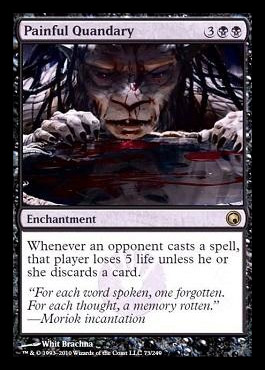 Painful Quandary 3
Enchantment
Whenever an opponent casts a spell,
that player loses 5 life unless he or
she discards a card.
“For each word spoken, one forgotten.
For each thought, a memory rotten.”
—Moriok incantation
Whit Brachna
™ & © 1993–2010 Wizards of the Coast LLC 73/249